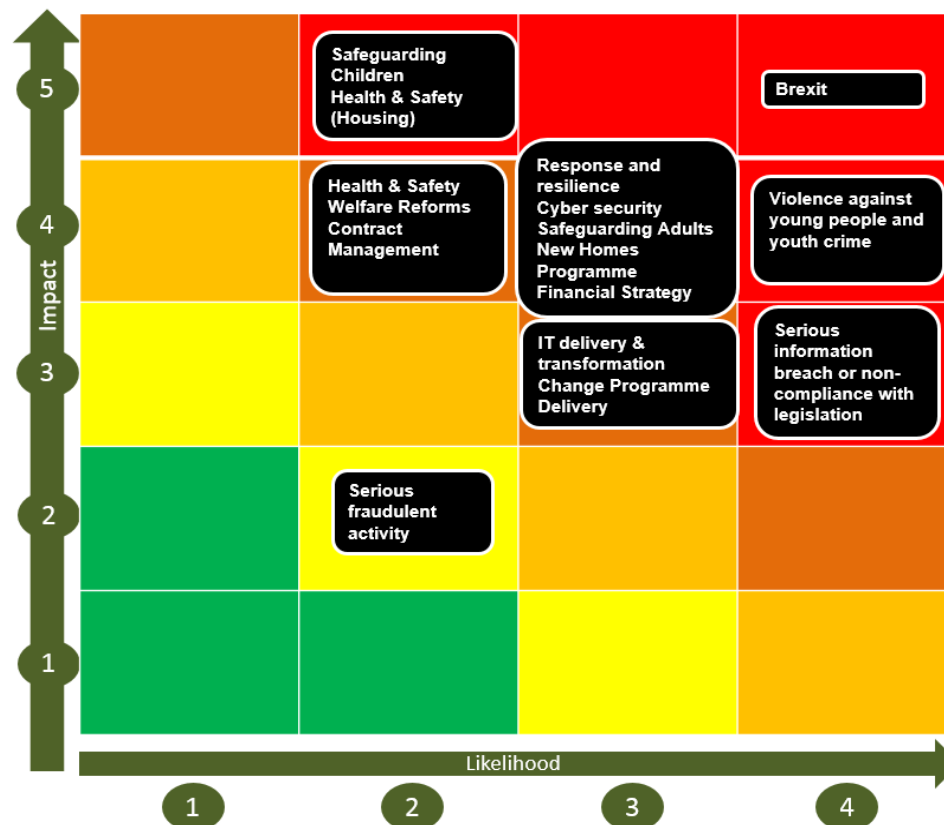 5
Safeguarding
Children
Health & Safety
(Housing)
Brexit
4
Health & Safety
Welfare Reforms
Contract
Management
Response and
resilience
Cyber security
Safeguarding Adults
New Homes
Programme
Financial Strategy
Violence against
young people and
youth crime
Impact
3
IT delivery &
transformation
Change Programme
Delivery
Serious
information
breach or non-
compliance with
legislation
2
Serious
fraudulent
activity
1
Likelihood
1
2
3
4